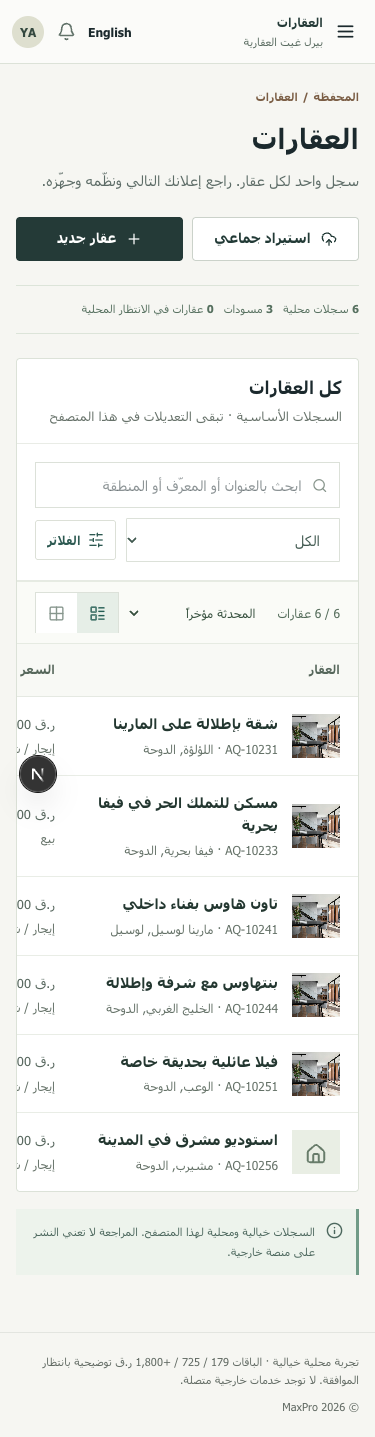 العقارات
بيرل غيت العقارية
English
YA
المحفظة / العقارات
العقارات
سجل واحد لكل عقار. راجع إعلانك التالي ونظّمه وجهّزه.
استيراد جماعي
عقار جديد
6 سجلات محلية 3 مسودات 0 عقارات في الانتظار المحلية
كل العقارات
السجلات الأساسية · تبقى التعديلات في هذا المتصفح
ابحث بالعنوان أو المعرّف أو المنطقة
الكل
الفلاتر
6 / 6 عقارات
المحدثة مؤخراً
العقار
السعر
شقة بإطلالة على المارينا
ر.ق 00
AQ-10231 · اللؤلؤة, الدوحة
إيجار /
N
مسكن للتملك الحر في فيفا
بحرية
ر.ق 00
AQ-10233 · فيفا بحرية, الدوحة
بيع
تاون هاوس بفناء داخلي
ر.ق 00
AQ-10241 · مارينا لوسيل, لوسيل
إيجار /
بنتهاوس مع شرفة وإطلالة
ر.ق 00
AQ-10244 · الخليج الغربي, الدوحة
إيجار /
فيلا عائلية بحديقة خاصة
ر.ق 00
AQ-10251 · الوعب, الدوحة
إيجار /
استوديو مشرق في المدينة
ر.ق 00
AQ-10256 · مشيرب, الدوحة
إيجار /
السجلات خيالية ومحلية لهذا المتصفح. المراجعة لا تعني النشر
على منصة خارجية.
تجربة محلية خيالية · الباقات 179 / 725 / +1,800 ر.ق توضيحية بانتظار
الموافقة. لا توجد خدمات خارجية متصلة.
© 2026 MaxPro